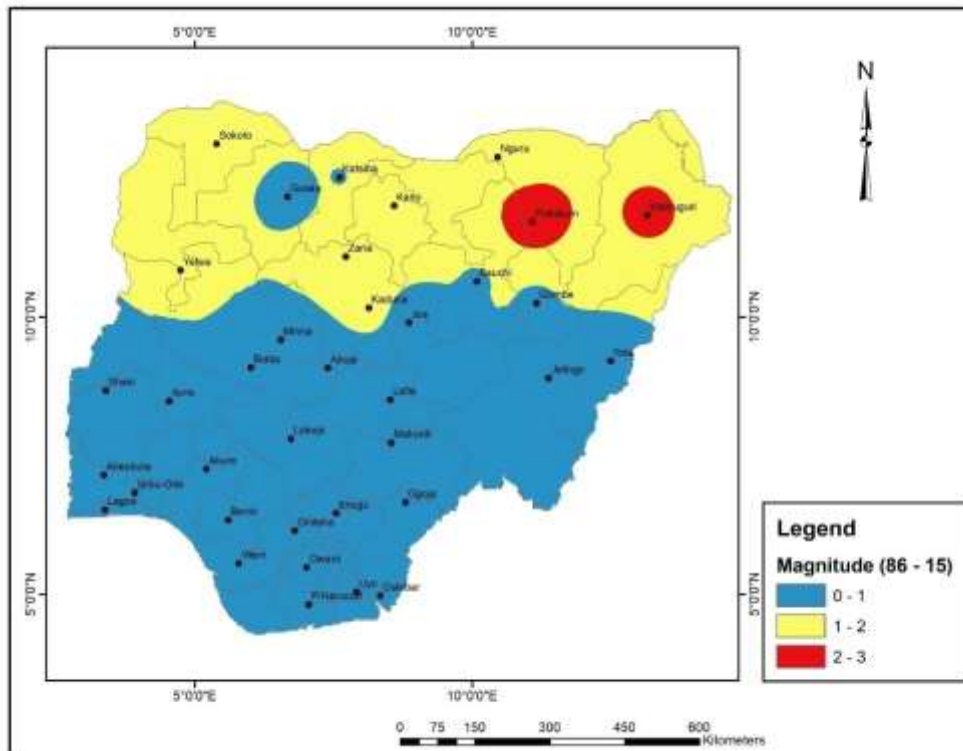 5°0'0"E 10°0'0"E
N
Sokoto
Nguru
Katsina
Gusau
Kano
Potiskum
Maiduguri
Zaria
Yelwa
Bauchi
Kaduna
Gombe
10°0'0"N 10°0'0"N
Jos
Minna
Yola
Bida
Abuja
Shaki
Ilorin
Lafia
Lokoja
Makurdi
Abeokuta
Akure
Ijebu-Ode
Lagos
Benin
Enugu
Ogoja
Onitsha
Warri
Owerri
Legend
Magnitude (86 - 15)
0 - 1
1 - 2
2 - 3
5°0'0"N 5°0'0"N
Uyo
Calabar
5°0'0"E 10°0'0"E
0 75 150 300 450 600
Kilometers